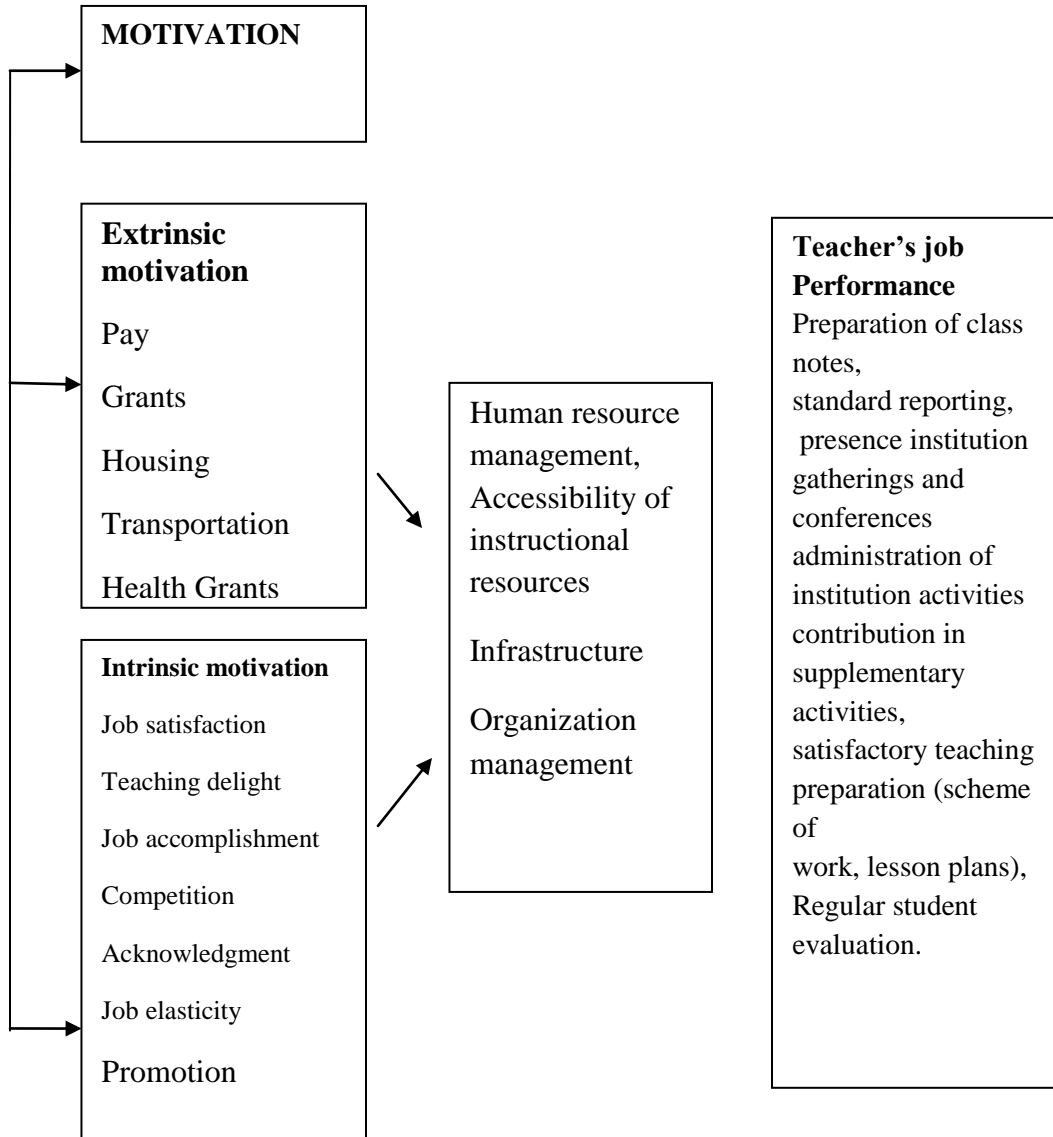 MOTIVATION
Extrinsic
motivation
Pay
Grants
Housing
Transportation
Health Grants
Intrinsic motivation
Job satisfaction
Teaching delight
Job accomplishment
Competition
Acknowledgment
Job elasticity
Promotion
Human resource
management,
Accessibility of
instructional
resources
Infrastructure
Organization
management
Teacher's job
Performance
Preparation of class
notes,
standard reporting,
presence institution
gatherings and
conferences
administration of
institution activities
contribution in
supplementary
activities,
satisfactory teaching
preparation (scheme
of
work, lesson plans),
Regular student
evaluation.